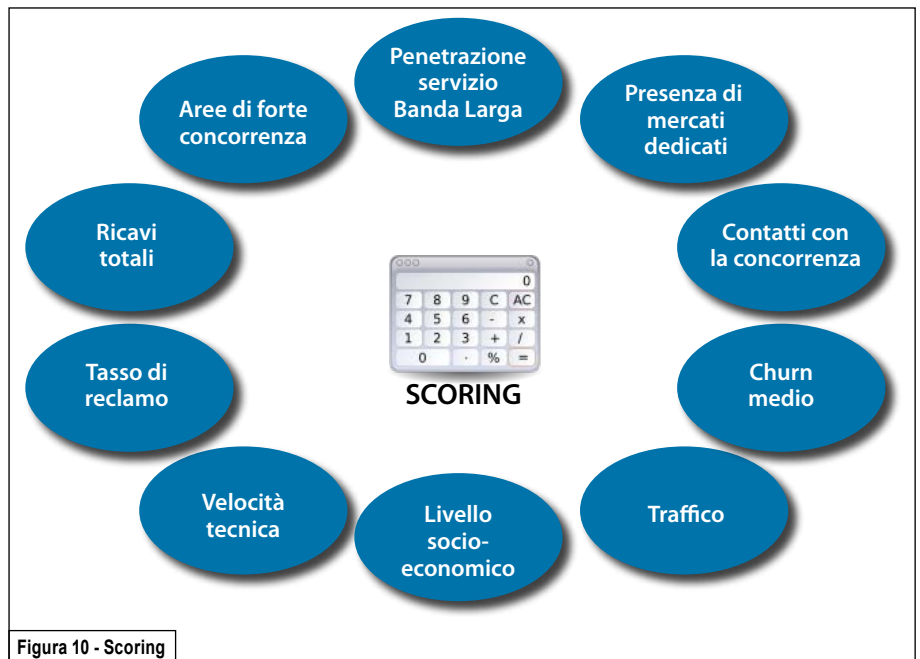 Penetrazione
servizio
Banda Larga
Presenza di
mercati
dedicati
Contatti con
la concorrenza
Churn
medio
Traffico
Livello
socio-
economico
Velocità
tecnica
Tasso di
reclamo
Ricavi
totali
Aree di forte
concorrenza
0
7 8 9 C AC
4 5 6 - x
1 2 3 + /
0 · % =
SCORING
Figura 10 - Scoring